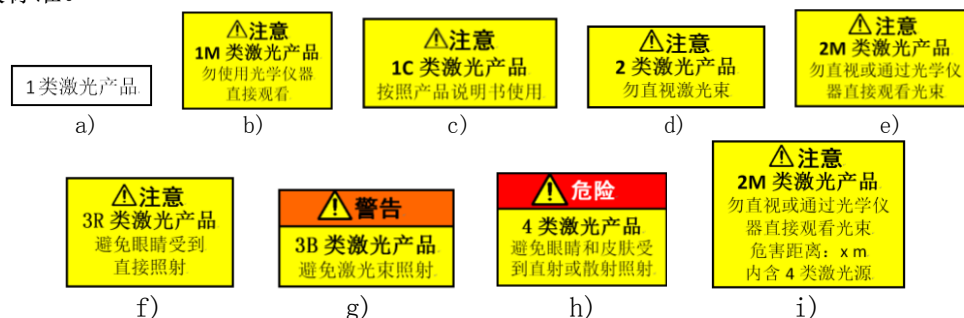 1 类激光产品
a)
注意
1M 类激光产品
勿使用光学仪器
直接观看
b)
注意
1C 类激光产品
按照产品说明书使用
c)
注意
2 类激光产品
勿直视激光束
d)
注意
2M 类激光产品
勿直视或通过光学仪
器直接观看光束
e)
注意
3R 类激光产品
避免眼睛受到
直接照射
f)
警告
3B 类激光产品
避免激光束照射
g)
危险
4 类激光产品
避免眼睛和皮肤受
到直射或散射照射
h)
注意
2M 类激光产品
勿直视或通过光学仪
器直接观看光束
危害距离：x m
内含 4 类激光源
i)